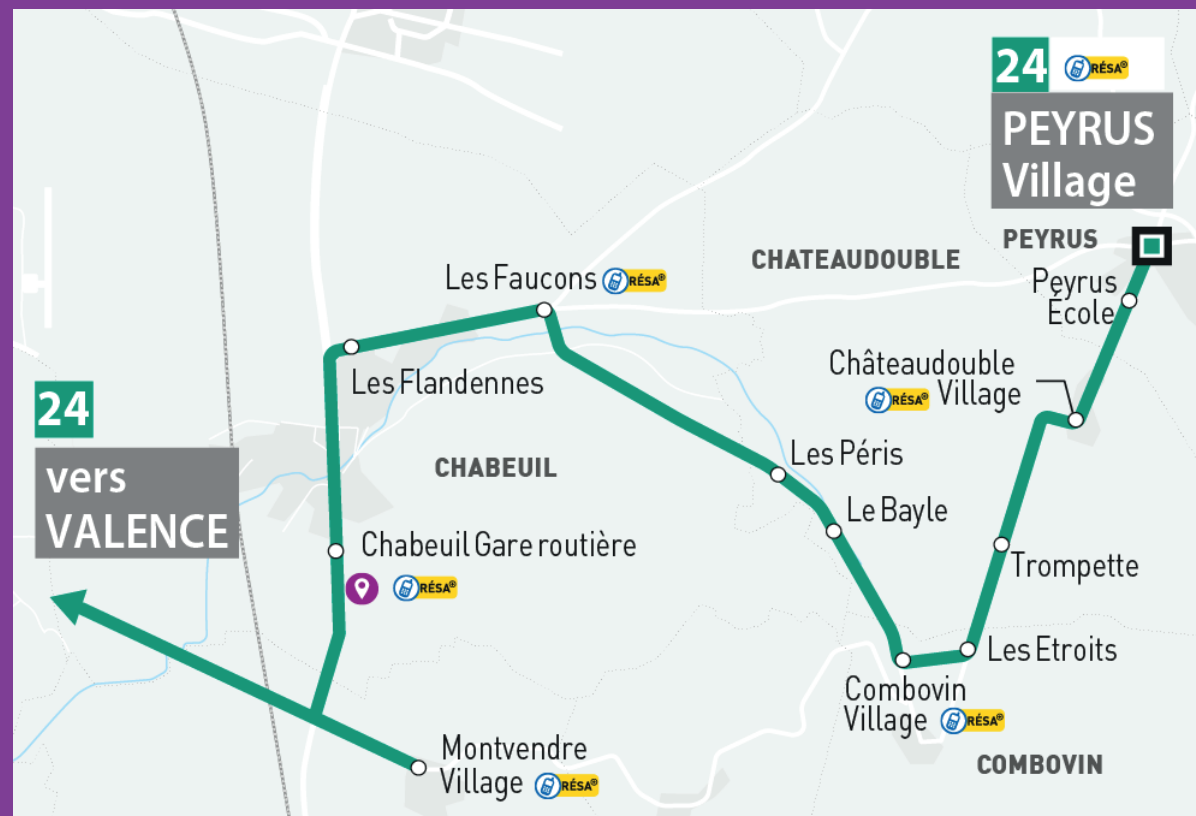 24 RÉSA®
PEYRUS
Village
PEYRUS
CHATEAUDOUBLE
Les Faucons RÉSA®
Peyrus
École
Les Flandennes
Châteaudouble
RÉSA® Village
24
vers
VALENCE
CHABEUIL
Les Péris
Le Bayle
Chabeuil Gare routière
RÉSA®
Trompette
Les Etroits
Combovin
Village RÉSA®
Montvendre
Village RÉSA®
COMBOVIN